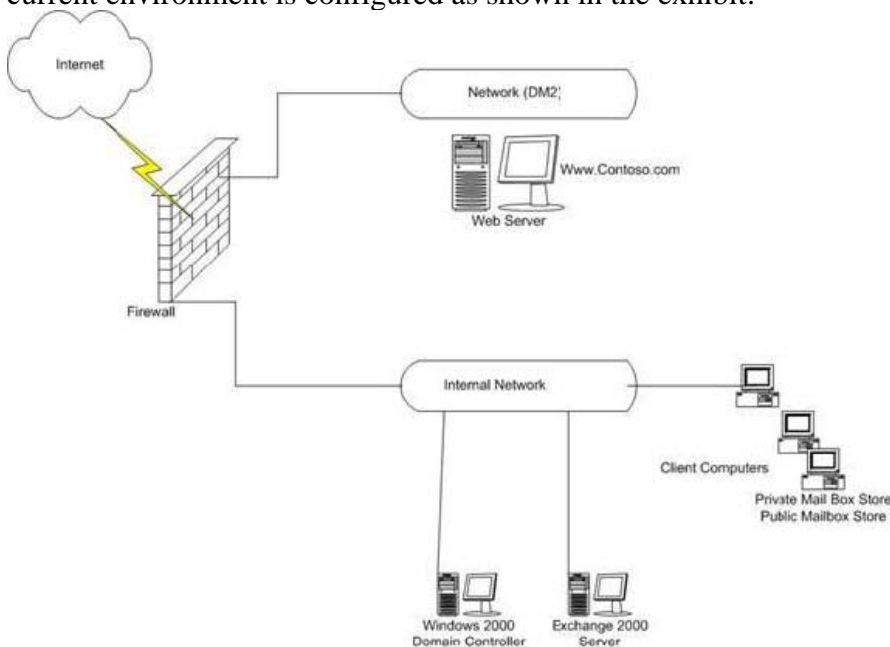 current environment is configured as shown in the exhibit.
Internet
Network (DM2)
Www.Contoso.com
Web Server
Firewall
Internal Network
Client Computers
Private Mail Box Store
Public Mailbox Store
Windows 2000
Domain Controller
Exchange 2000
Server